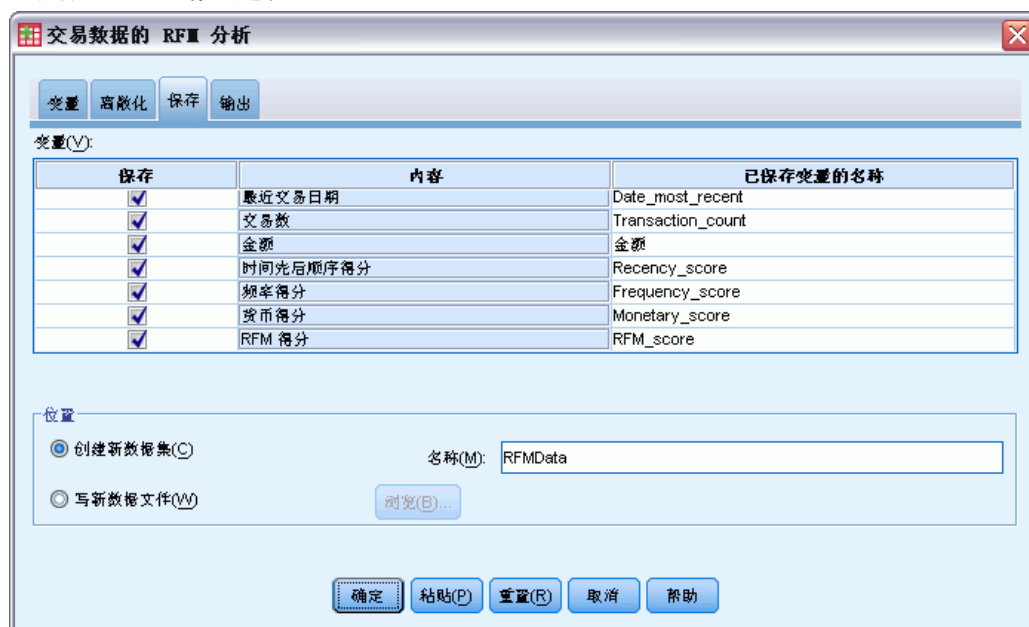 交易数据的 RFM 分析
变量 离散化 保存 输出
变量(V):
保存 内容 已保存变量的名称
最近交易日期 Date_most_recent
交易数 Transaction_count
金额 金额
时间先后顺序得分 Recency_score
频率得分 Frequency_score
货币得分 Monetary_score
RFM 得分 RFM_score
位置
创建新数据集(C) 名称(M): RFMData
写新数据文件(W) 浏览(B)...
确定 粘贴(P) 重置(R) 取消 帮助